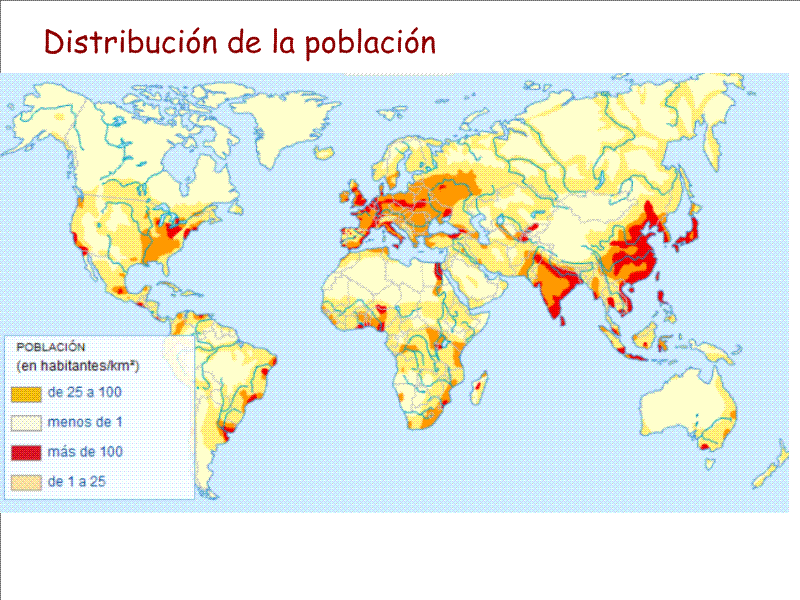 Distribución de la población
POBLACIÓN
(en habitantes/km²)
de 25 a 100
menos de 1
más de 100
de 1 a 25